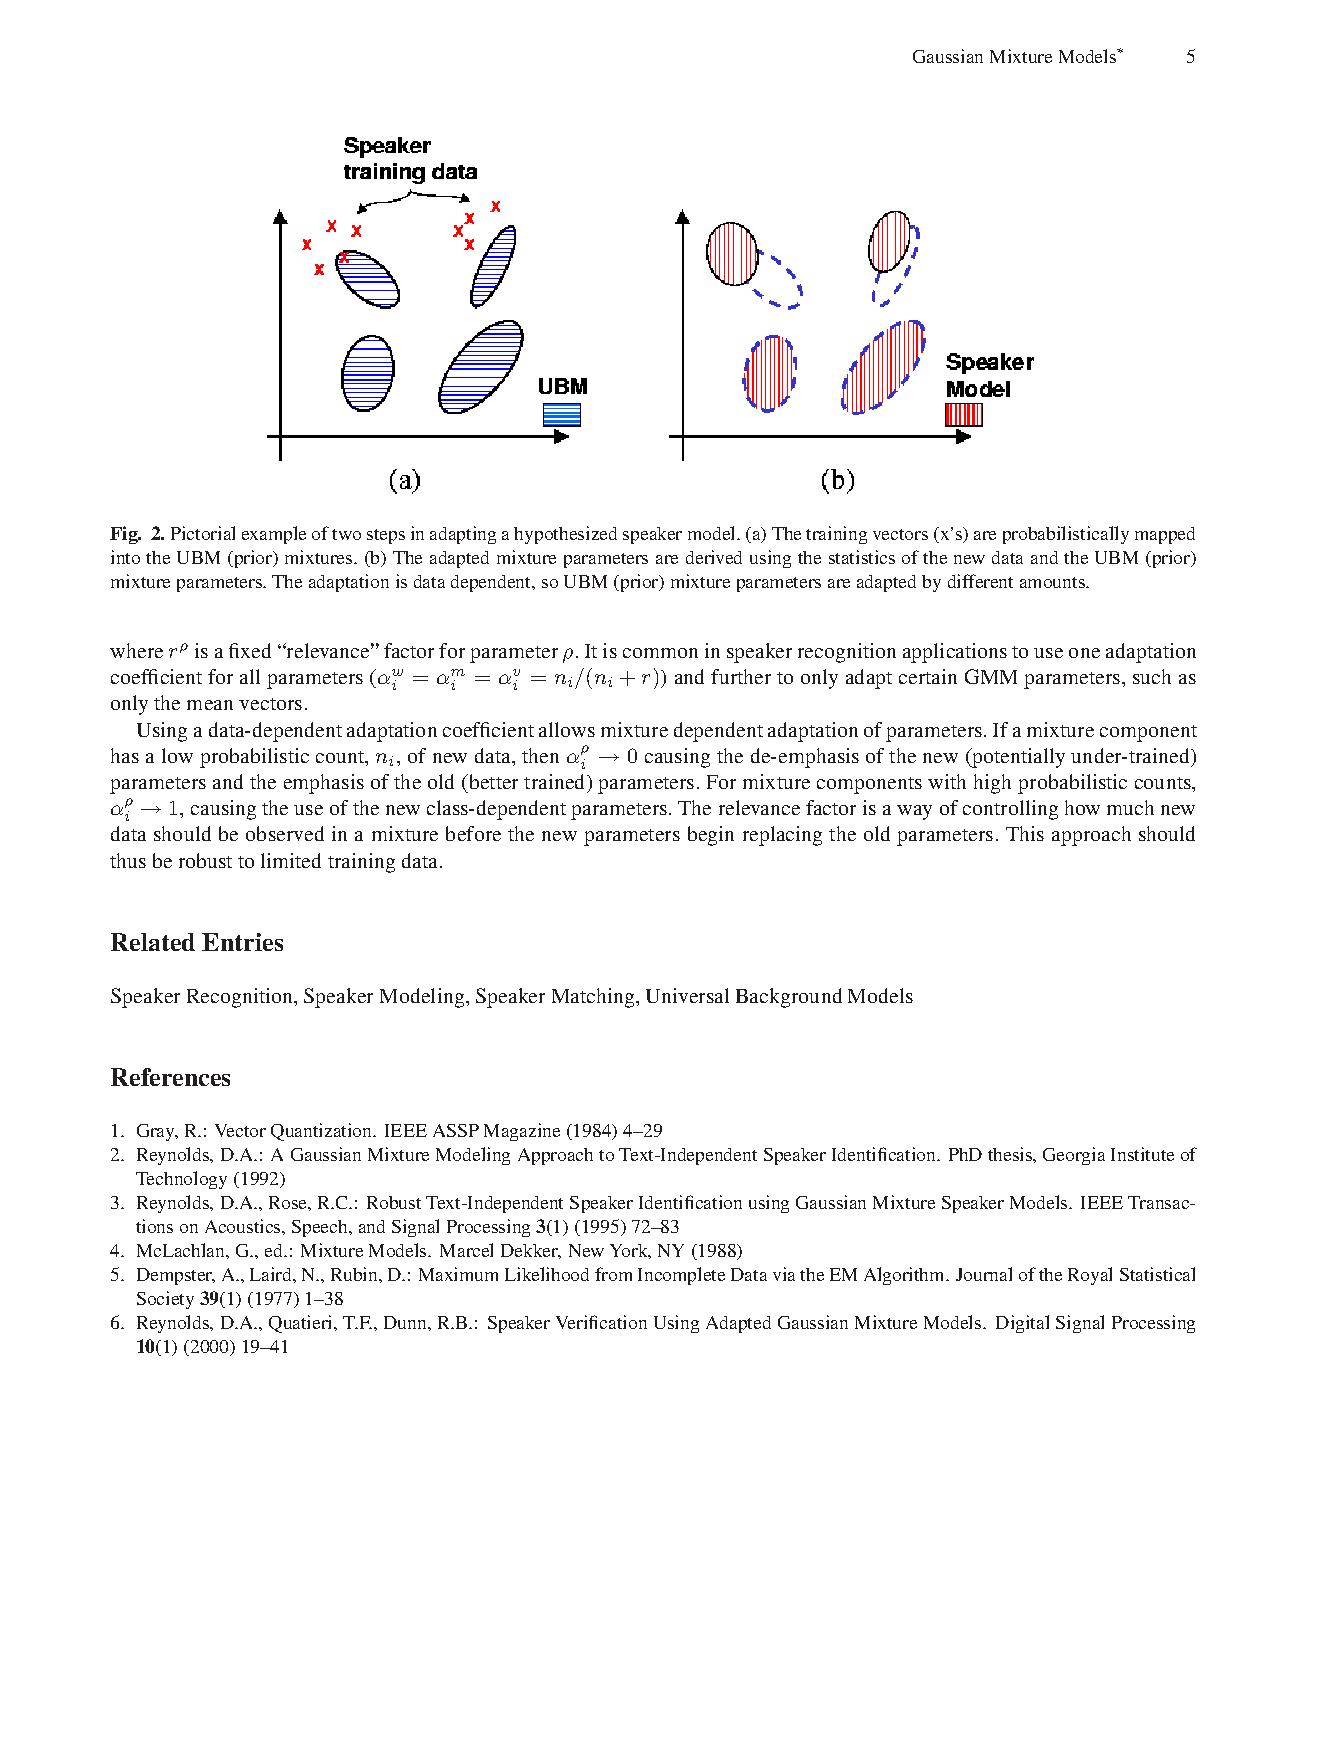 Gaussian Mixture Models* 5
Speaker
training data
x x x x x x x x x
UBM
Speaker
Model
(a) (b)
Fig. 2. Pictorial example of two steps in adapting a hypothesized speaker model. (a) The training vectors (x's) are probabilistically mapped
into the UBM (prior) mixtures. (b) The adapted mixture parameters are derived using the statistics of the new data and the UBM (prior)
mixture parameters. The adaptation is data dependent, so UBM (prior) mixture parameters are adapted by different amounts.
where r^ρ is a fixed “relevance” factor for parameter ρ. It is common in speaker recognition applications to use one adaptation
coefficient for all parameters (α_i^w = α_i^m = α_i^v = n_i/(n_i + r)) and further to only adapt certain GMM parameters, such as
only the mean vectors.
Using a data-dependent adaptation coefficient allows mixture dependent adaptation of parameters. If a mixture component
has a low probabilistic count, n_i, of new data, then α_i^ρ → 0 causing the de-emphasis of the new (potentially under-trained)
parameters and the emphasis of the old (better trained) parameters. For mixture components with high probabilistic counts,
α_i^ρ → 1, causing the use of the new class-dependent parameters. The relevance factor is a way of controlling how much new
data should be observed in a mixture before the new parameters begin replacing the old parameters. This approach should
thus be robust to limited training data.
Related Entries
Speaker Recognition, Speaker Modeling, Speaker Matching, Universal Background Models
References
1. Gray, R.: Vector Quantization. IEEE ASSP Magazine (1984) 4–29
2. Reynolds, D.A.: A Gaussian Mixture Modeling Approach to Text-Independent Speaker Identification. PhD thesis, Georgia Institute of
Technology (1992)
3. Reynolds, D.A., Rose, R.C.: Robust Text-Independent Speaker Identification using Gaussian Mixture Speaker Models. IEEE Transac-
tions on Acoustics, Speech, and Signal Processing 3(1) (1995) 72–83
4. McLachlan, G., ed.: Mixture Models. Marcel Dekker, New York, NY (1988)
5. Dempster, A., Laird, N., Rubin, D.: Maximum Likelihood from Incomplete Data via the EM Algorithm. Journal of the Royal Statistical
Society 39(1) (1977) 1–38
6. Reynolds, D.A., Quatieri, T.F., Dunn, R.B.: Speaker Verification Using Adapted Gaussian Mixture Models. Digital Signal Processing
10(1) (2000) 19–41